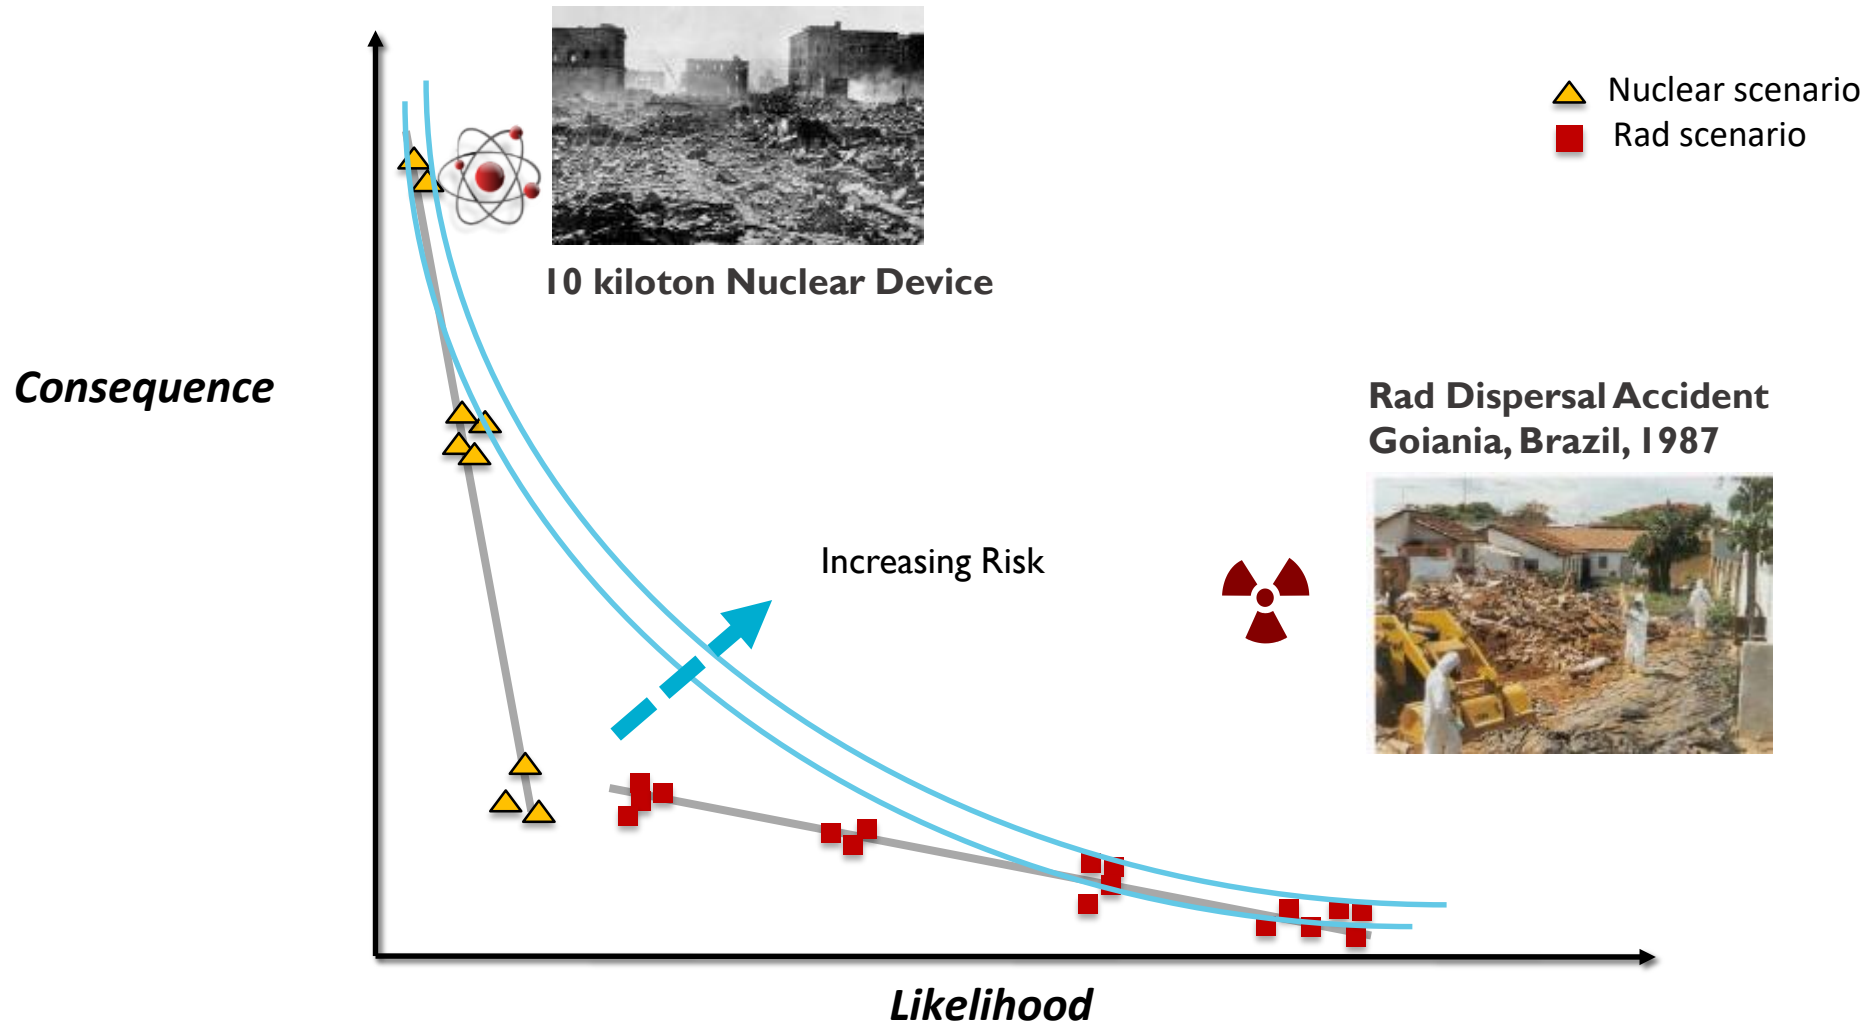 Nuclear scenario
Rad scenario
10 kiloton Nuclear Device
Consequence
Rad Dispersal Accident
Goiania, Brazil, 1987
Increasing Risk
Likelihood